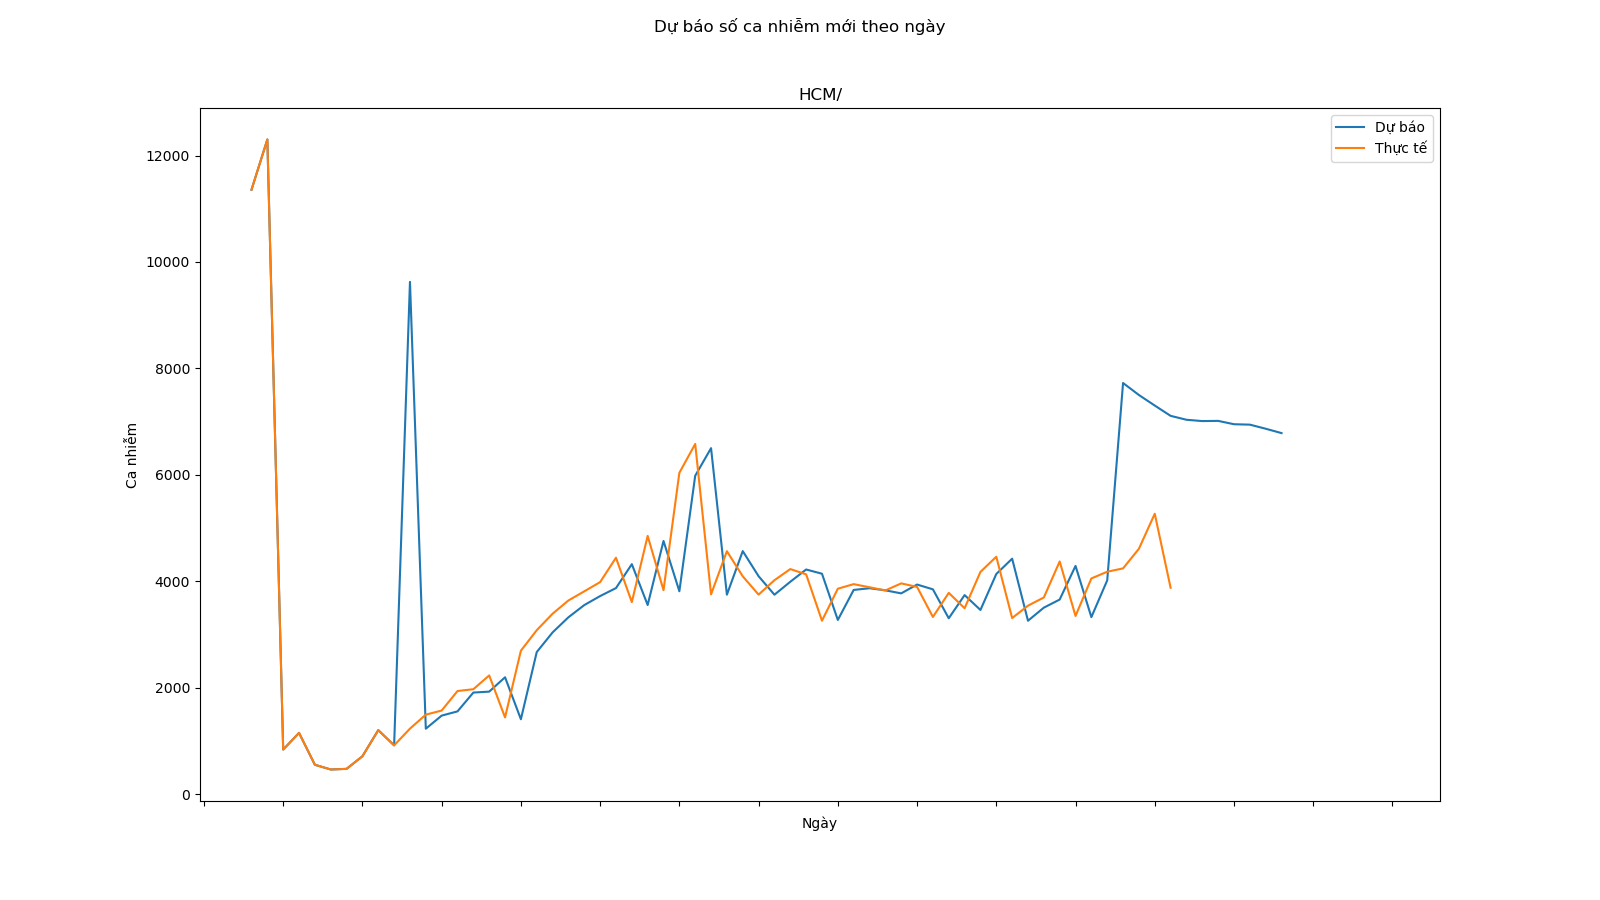 Dự báo số ca nhiễm mới theo ngày
HCM/
Dự báo
Thực tế
12000
10000
8000
6000
4000
2000
0
Ca nhiễm
Ngày